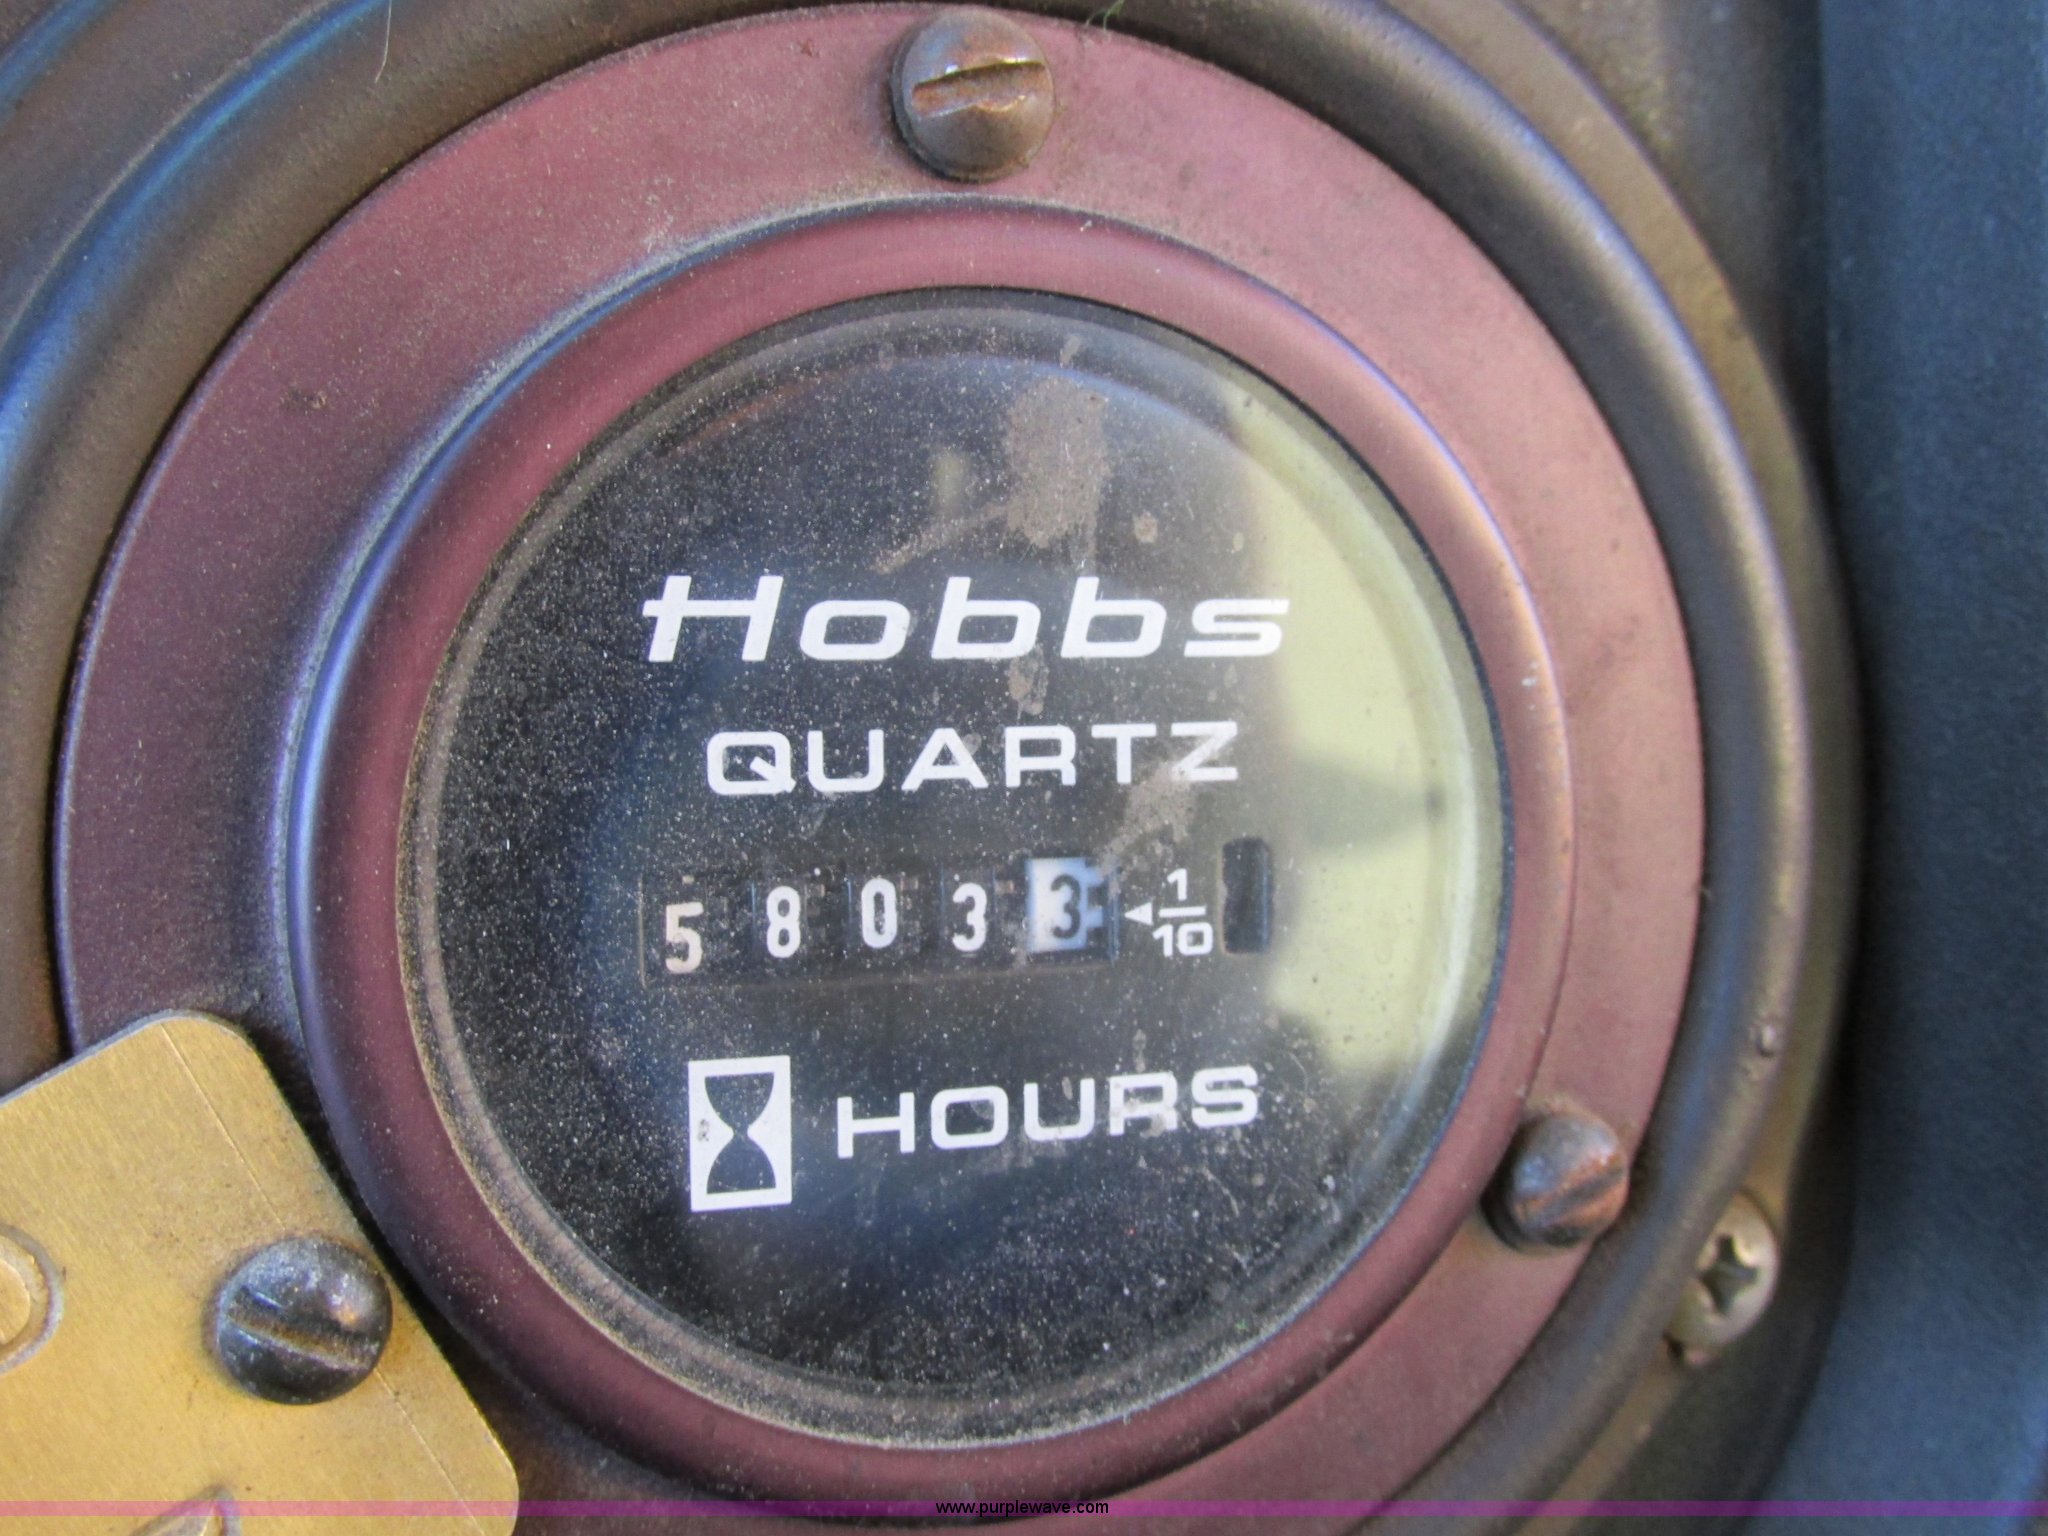 Hobbs
QUARTZ
5 8 0 3 3 ◄ 1/10
HOURS
www.purplewave.com